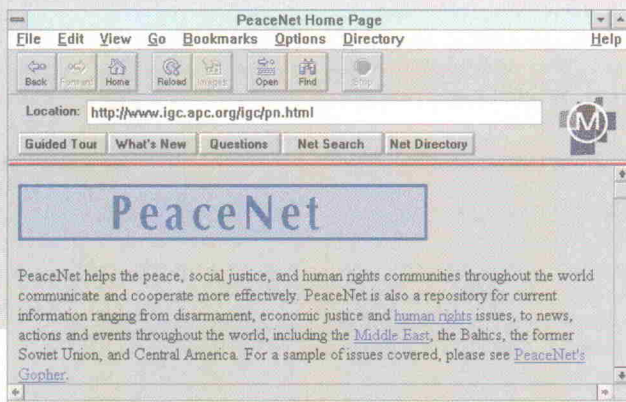 PeaceNet Home Page
File Edit View Go Bookmarks Options Directory Help
Back Forward Home Reload Images Open Find Stop
Location: http://www.igc.apc.org/igc/pn.html
M
Guided Tour What's New Questions Net Search Net Directory
PeaceNet
PeaceNet helps the peace, social justice, and human rights communities throughout the world
communicate and cooperate more effectively. PeaceNet is also a repository for current
information ranging from disarmament, economic justice and human rights issues, to news,
actions and events throughout the world, including the Middle East, the Baltics, the former
Soviet Union, and Central America. For a sample of issues covered, please see PeaceNet's
Gopher.